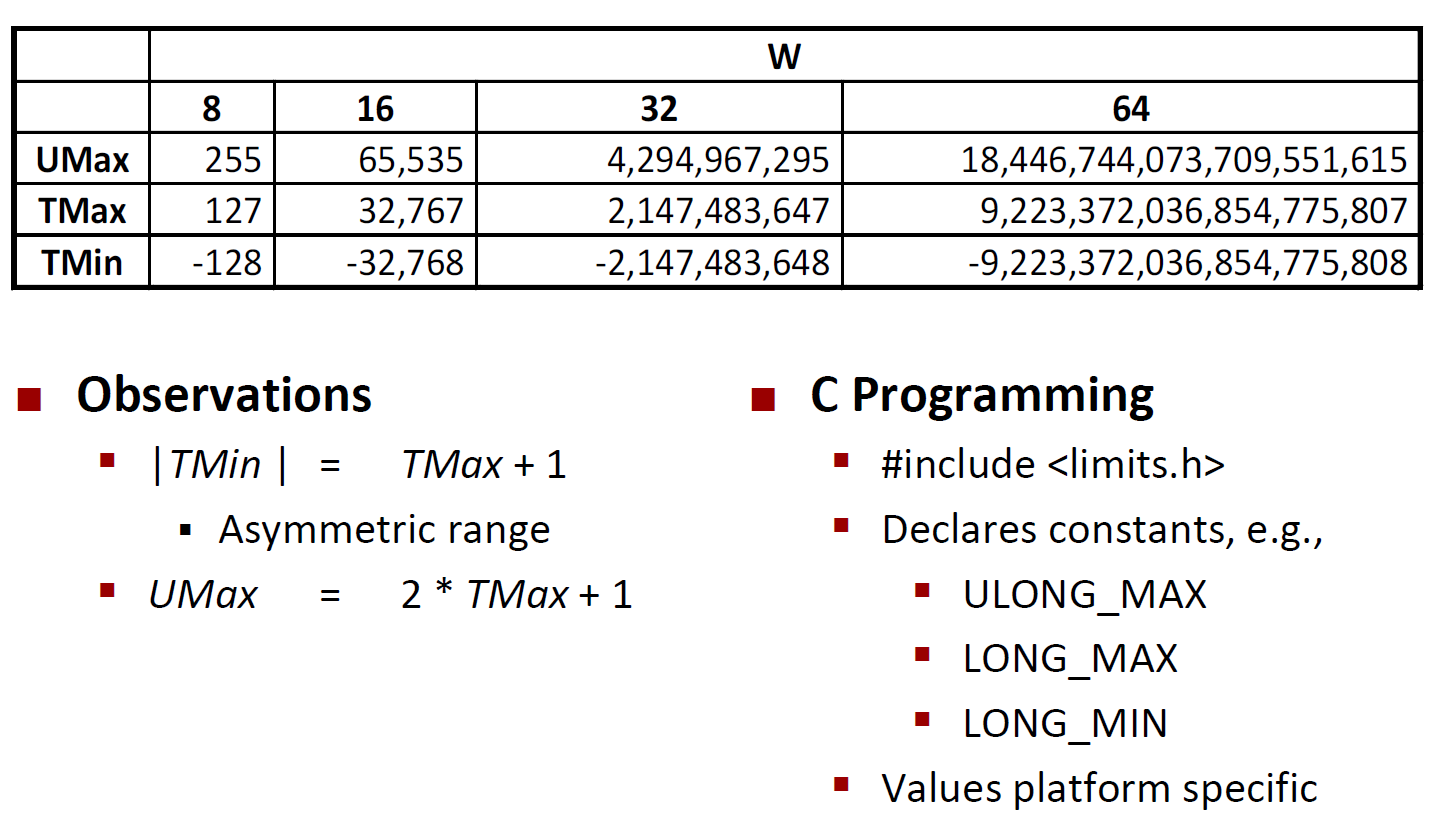 W
8 16 32 64
UMax 255 65,535 4,294,967,295 18,446,744,073,709,551,615
TMax 127 32,767 2,147,483,647 9,223,372,036,854,775,807
TMin -128 -32,768 -2,147,483,648 -9,223,372,036,854,775,808
Observations
|TMin | = TMax + 1
Asymmetric range
UMax = 2 * TMax + 1
C Programming
#include <limits.h>
Declares constants, e.g.,
ULONG_MAX
LONG_MAX
LONG_MIN
Values platform specific